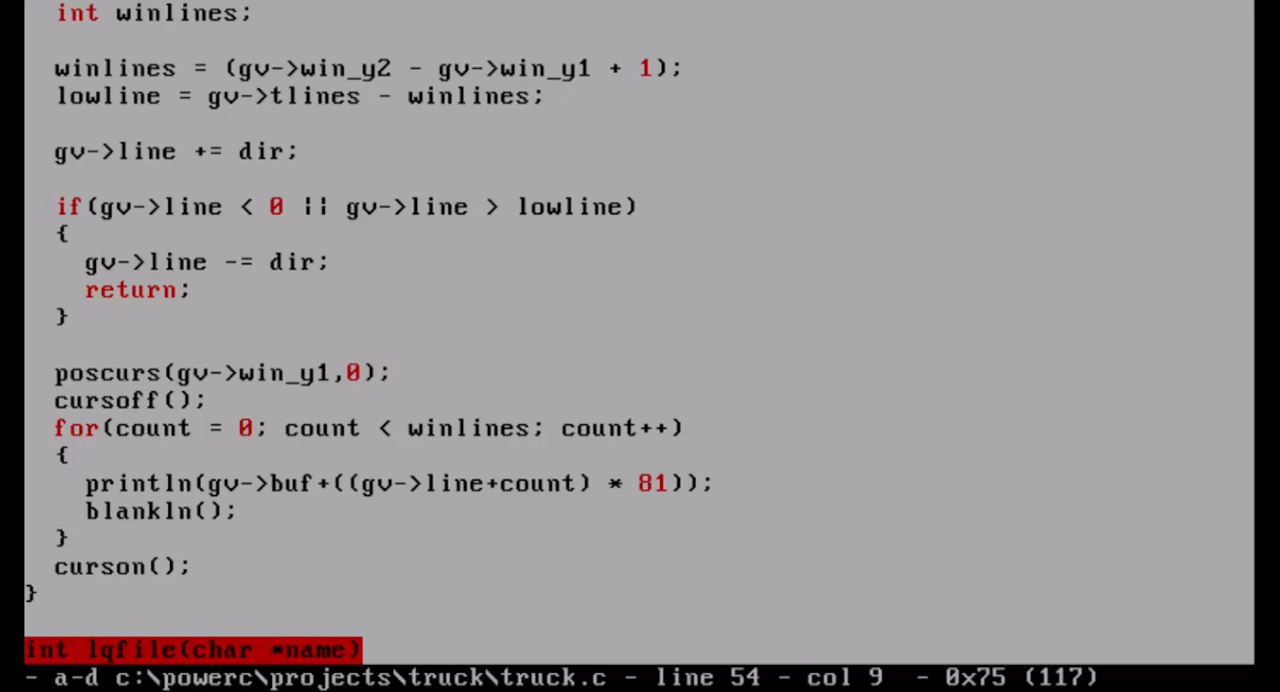 int winlines;
winlines = (gv->win_y2 - gv->win_y1 + 1);
lowline = gv->tlines - winlines;
gv->line += dir;
if(gv->line < 0 || gv->line > lowline)
{
gv->line -= dir;
return;
}
poscurs(gv->win_y1,0);
cursoff();
for(count = 0; count < winlines; count++)
{
println(gv->buf+((gv->line+count) * 81));
blankln();
}
curson();
}
int lqfile(char *name)
- a-d c:\powerc\projects\truck\truck.c - line 54 - col 9 - 0x75 (117)